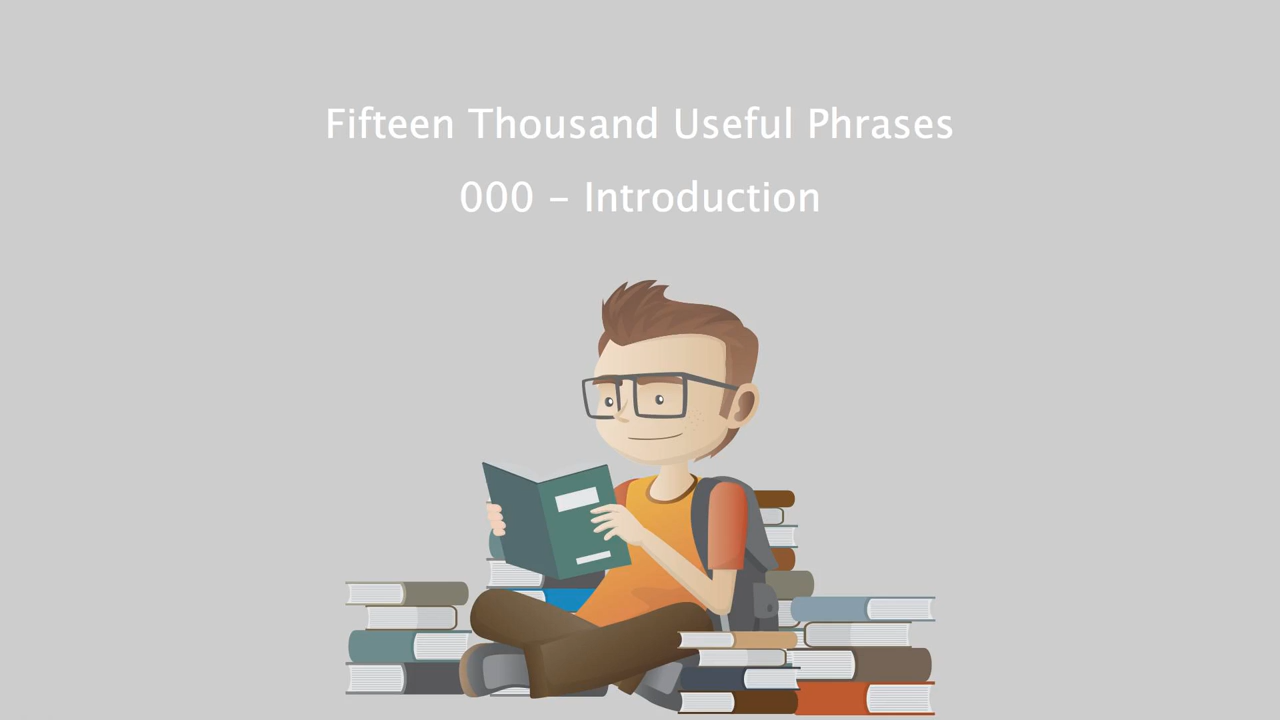 Fifteen Thousand Useful Phrases
000 – Introduction